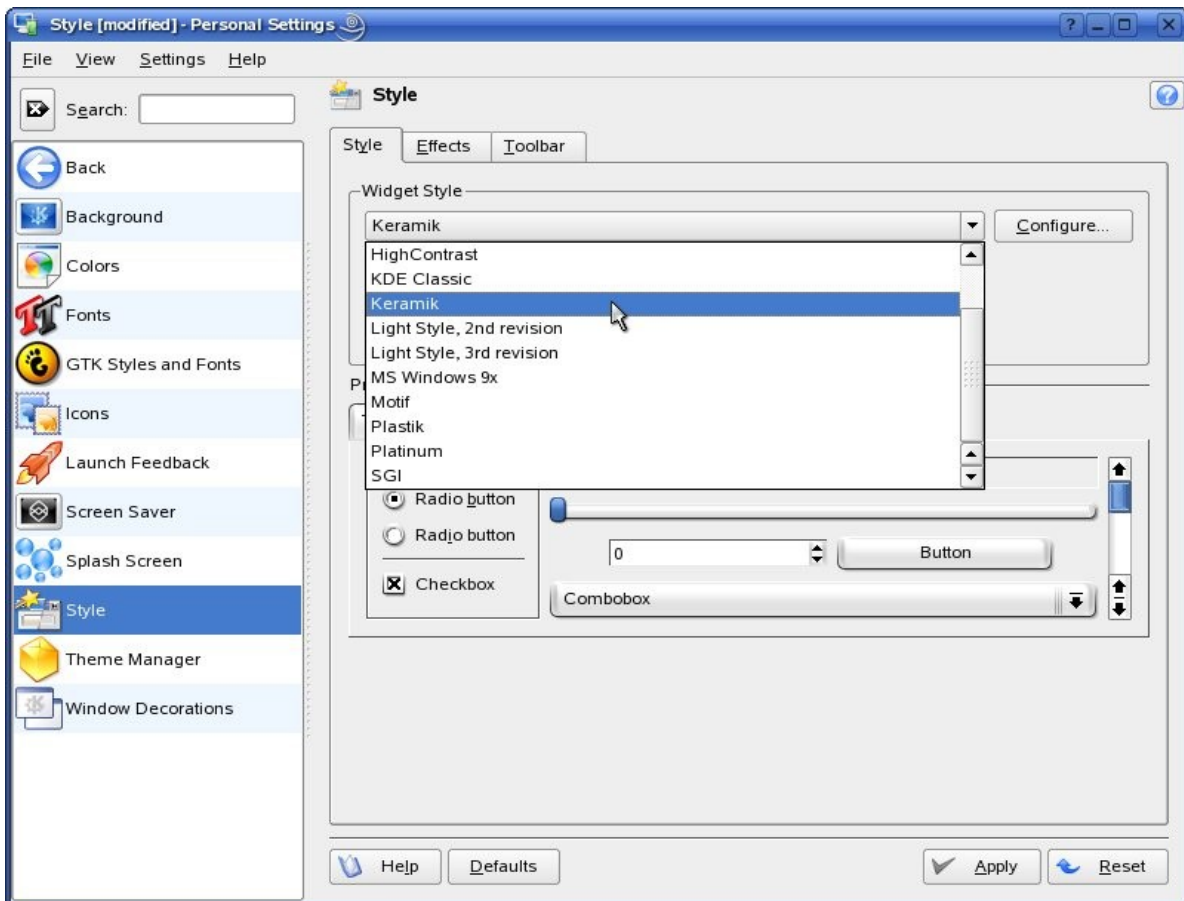 Style [modified] - Personal Settings
File View Settings Help
Search:
Back
Background
Colors
Fonts
GTK Styles and Fonts
Icons
Launch Feedback
Screen Saver
Splash Screen
Style
Theme Manager
Window Decorations
Style
Style Effects Toolbar
Widget Style
Keramik
Configure...
HighContrast
KDE Classic
Keramik
Light Style, 2nd revision
Light Style, 3rd revision
MS Windows 9x
Motif
Plastik
Platinum
SGI
Radio button
Radio button
Checkbox
0
Button
Combobox
Help Defaults Apply Reset